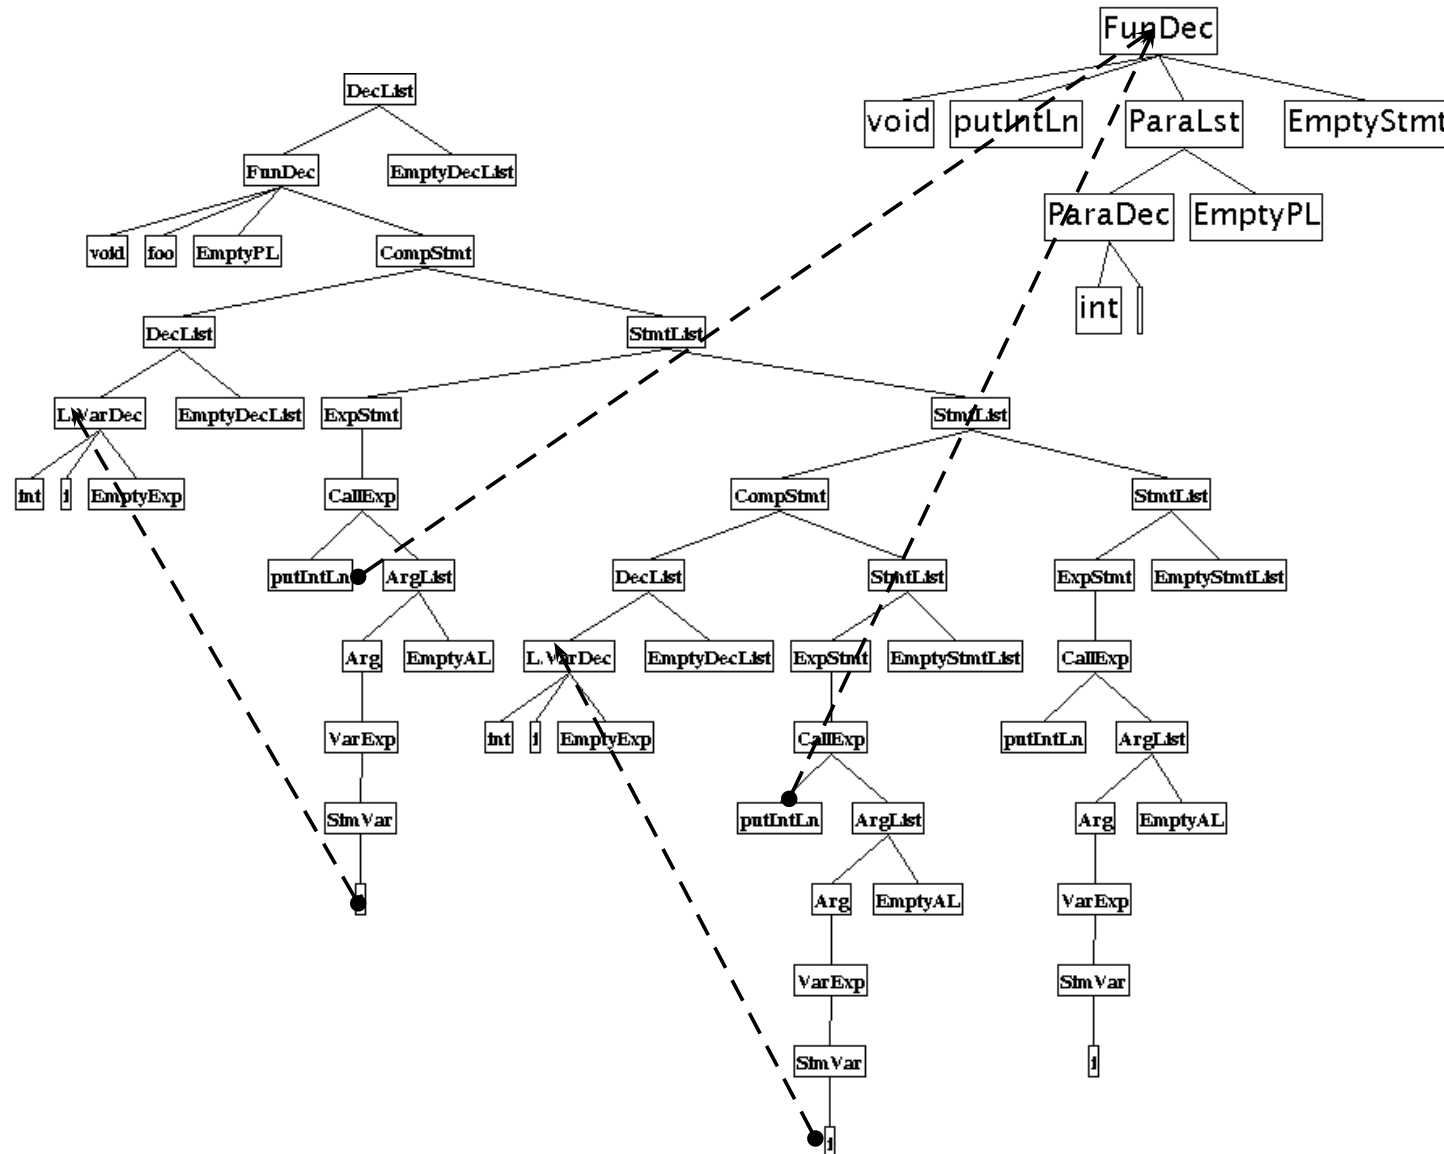 FunDec
DecList
void putIntLn ParaLst EmptyStmt
FunDec EmptyDecList
ParaDec EmptyPL
void foo EmptyPL CompStmt
int
DecList StmtList
L.VarDec EmptyDecList ExpStmt StmtList
int i EmptyExp CallExp CompStmt StmtList
putIntLn ArgList DecList StmtList ExpStmt EmptyStmtList
Arg EmptyAL L.VarDec EmptyDecList ExpStmt EmptyStmtList CallExp
VarExp int i EmptyExp CallExp putIntLn ArgList
SimVar putIntLn ArgList Arg EmptyAL
Arg EmptyAL VarExp
VarExp SimVar
SimVar i
i